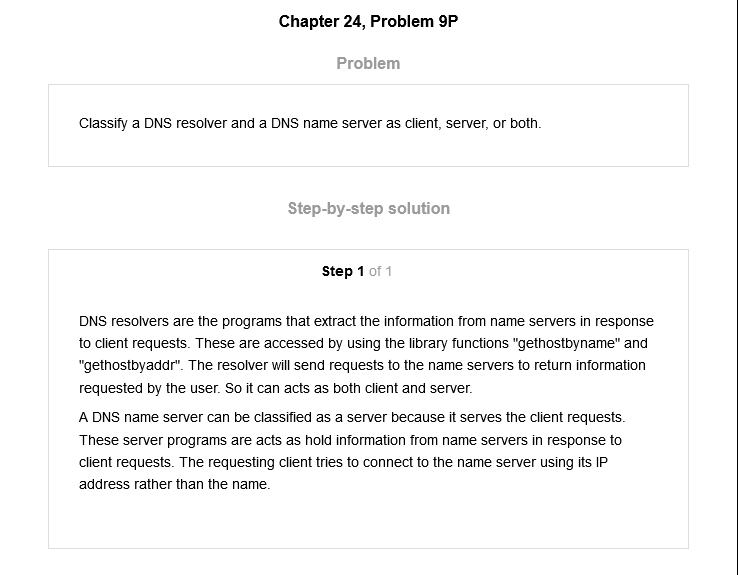 Chapter 24, Problem 9P
Problem
Classify a DNS resolver and a DNS name server as client, server, or both.
Step-by-step solution
Step 1 of 1
DNS resolvers are the programs that extract the information from name servers in response
to client requests. These are accessed by using the library functions "gethostbyname" and
"gethostbyaddr". The resolver will send requests to the name servers to return information
requested by the user. So it can acts as both client and server.
A DNS name server can be classified as a server because it serves the client requests.
These server programs are acts as hold information from name servers in response to
client requests. The requesting client tries to connect to the name server using its IP
address rather than the name.